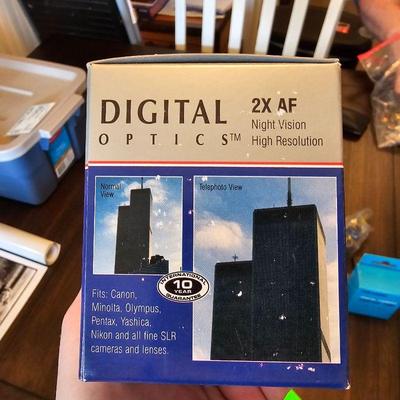 DIGITAL
OPTICS™
2X AF
Night Vision
High Resolution
Normal
View
Telephoto View
INTERNATIONAL
10
YEAR
GUARANTEE
Fits: Canon,
Minolta, Olympus,
Pentax, Yashica,
Nikon and all fine SLR
cameras and lenses.